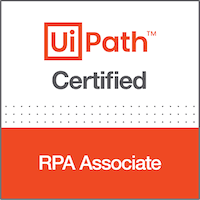 UiPath™
Certified
RPA Associate